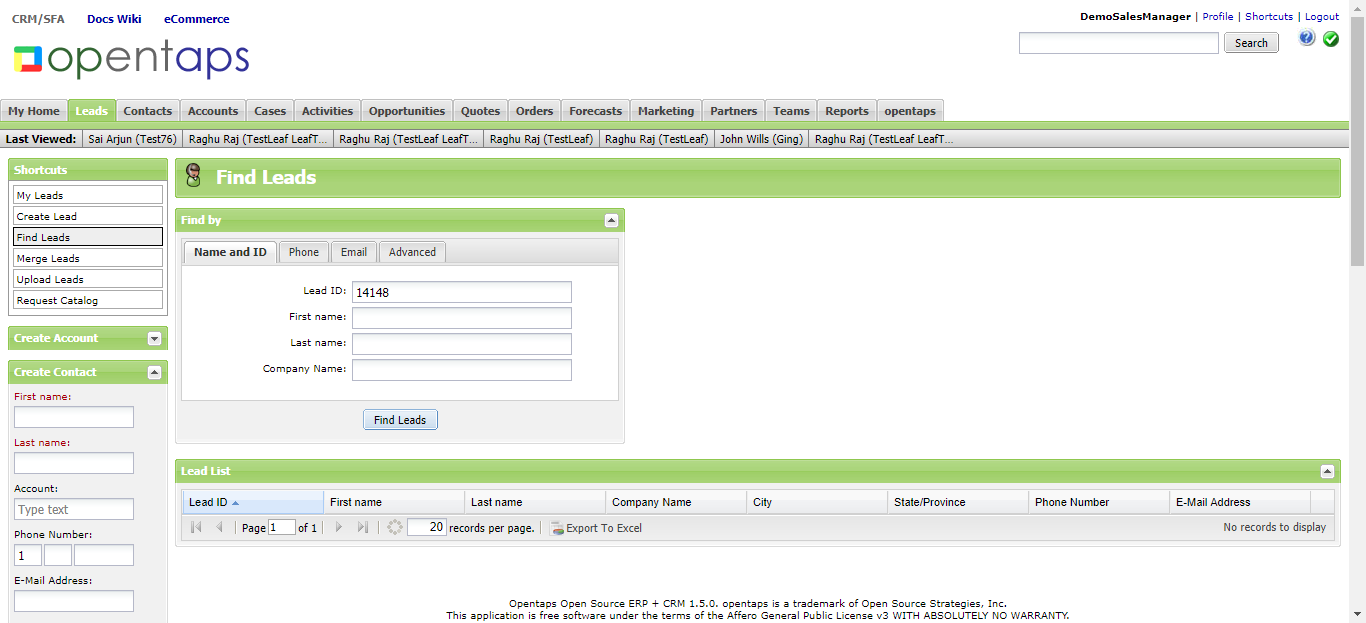 CRM/SFA Docs Wiki eCommerce
DemoSalesManager | Profile | Shortcuts | Logout
opentaps
Search
My Home Leads Contacts Accounts Cases Activities Opportunities Quotes Orders Forecasts Marketing Partners Teams Reports opentaps
Last Viewed: Sai Arjun (Test76) Raghu Raj (TestLeaf LeafT... Raghu Raj (TestLeaf LeafT... Raghu Raj (TestLeaf) Raghu Raj (TestLeaf) John Wills (Ging) Raghu Raj (TestLeaf LeafT...
Shortcuts
My Leads
Create Lead
Find Leads
Merge Leads
Upload Leads
Request Catalog
Create Account
Create Contact
First name:
Last name:
Account:
Type text
Phone Number:
1
E-Mail Address:
Find Leads
Find by
Name and ID Phone Email Advanced
Lead ID: 14148
First name:
Last name:
Company Name:
Find Leads
Lead List
Lead ID First name Last name Company Name City State/Province Phone Number E-Mail Address
Page 1 of 1 20 records per page. Export To Excel No records to display
Opentaps Open Source ERP + CRM 1.5.0. opentaps is a trademark of Open Source Strategies, Inc.
This application is free software under the terms of the Affero General Public License v3 WITH ABSOLUTELY NO WARRANTY.